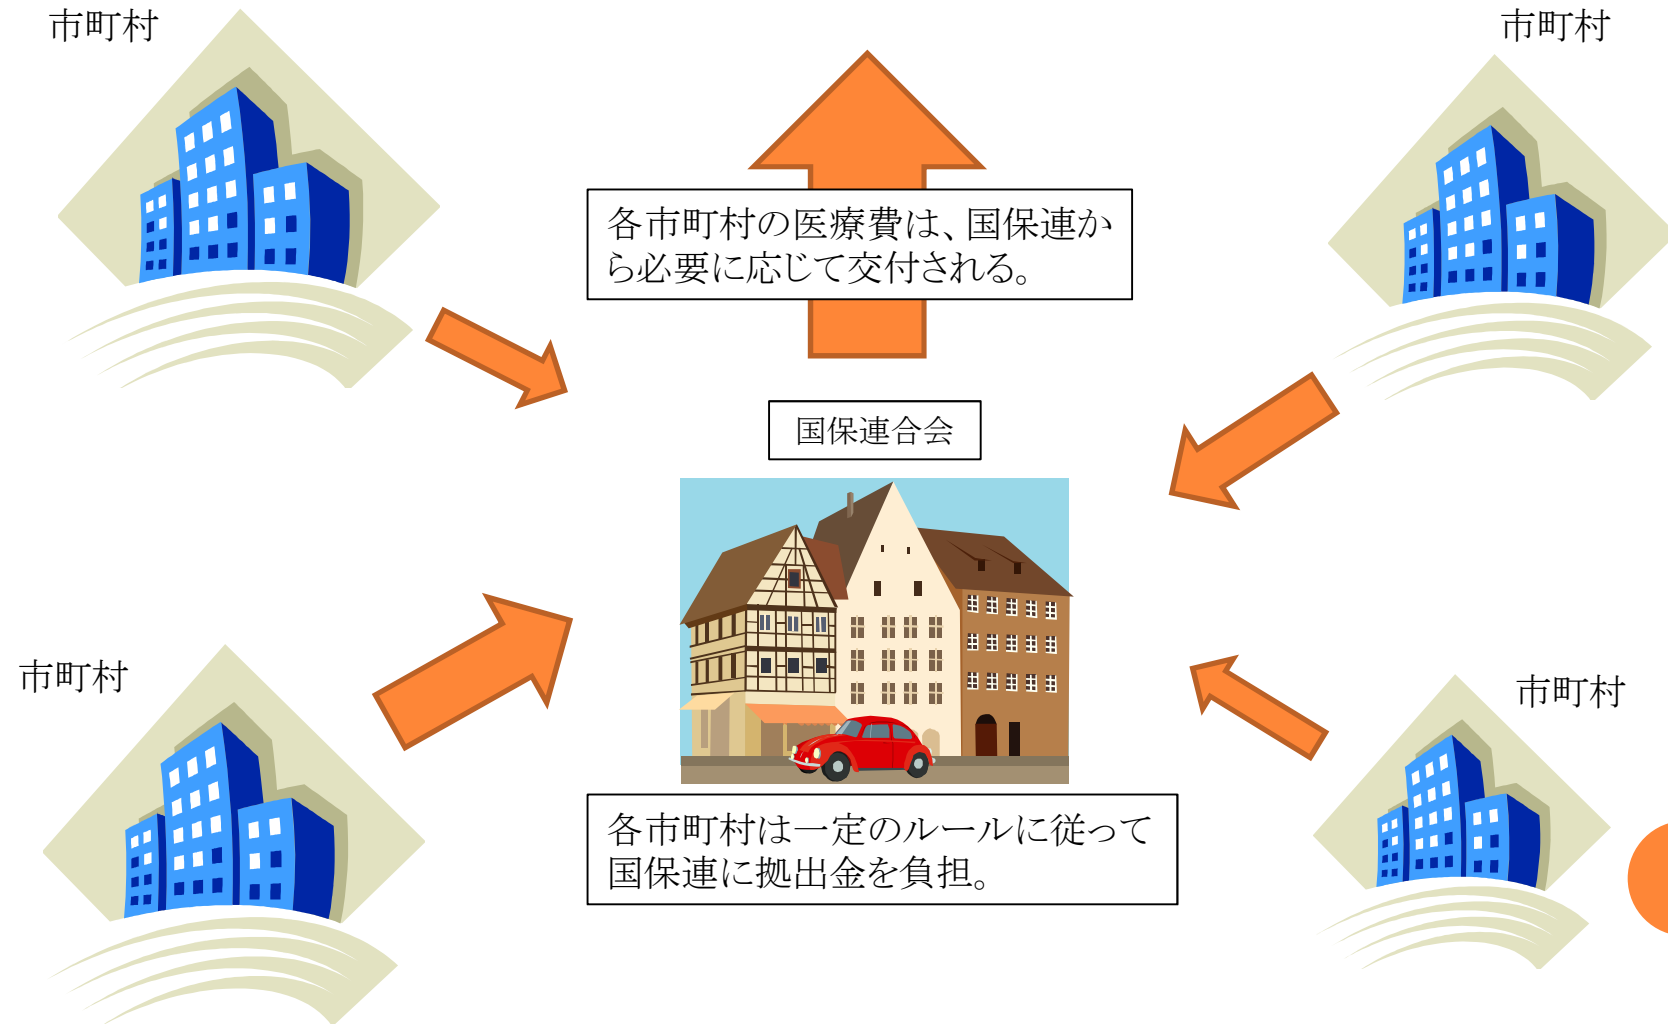 市町村
市町村
各市町村の医療費は、国保連か
ら必要に応じて交付される。
国保連合会
市町村
市町村
各市町村は一定のルールに従って
国保連に拠出金を負担。